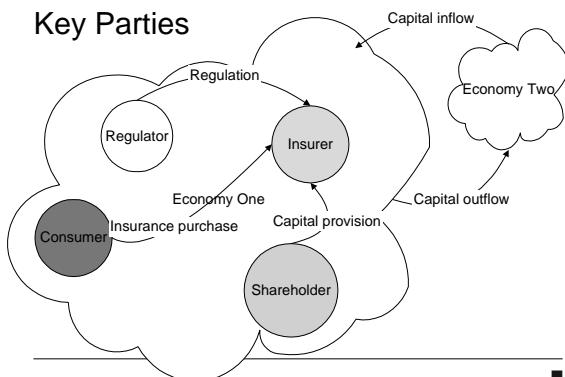 Key Parties
Capital inflow
Regulation
Economy Two
Regulator
Insurer
Economy One
Capital outflow
Insurance purchase
Capital provision
Consumer
Shareholder